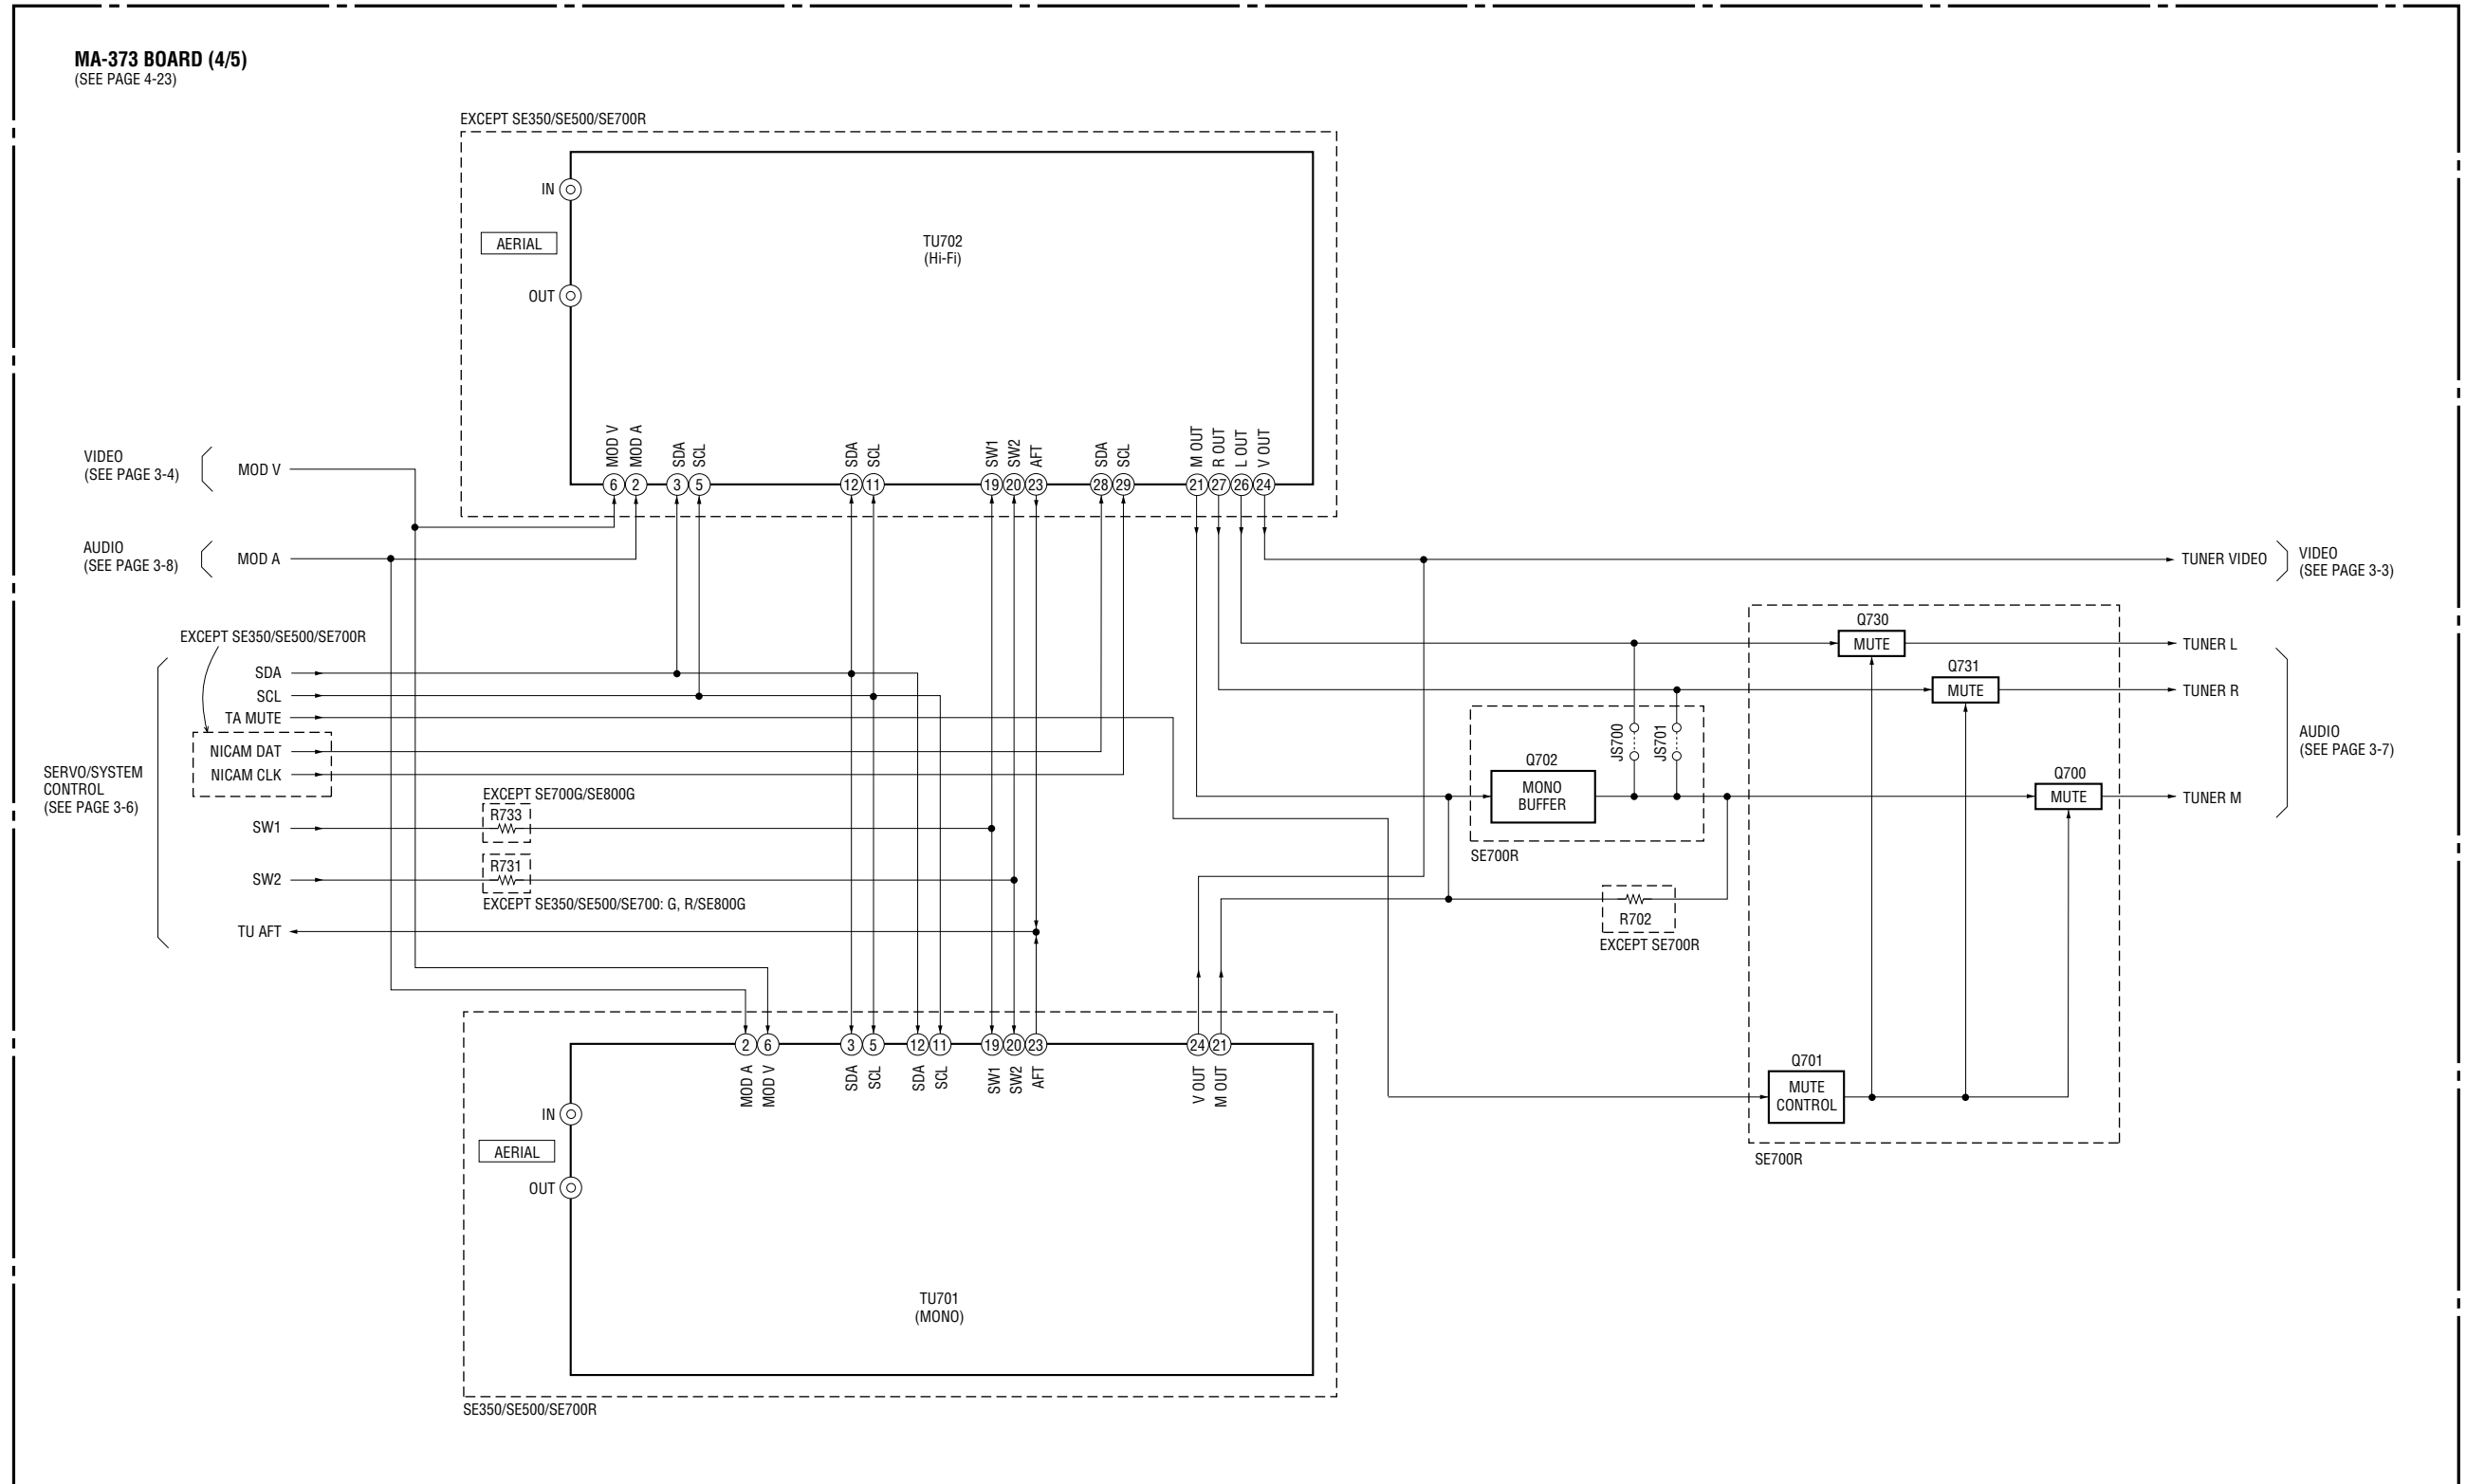 MA-373 BOARD (4/5)
(SEE PAGE 4-23)
EXCEPT SE350/SE500/SE700R
IN
AERIAL
OUT
TU702
(Hi-Fi)
MOD V
MOD A
SDA
SCL
SDA
SCL
SW1
SW2
AFT
SDA
SCL
M OUT
R OUT
L OUT
V OUT
6
2
3
5
12
11
19
20
23
28
29
21
27
26
24
VIDEO
(SEE PAGE 3-4)
MOD V
AUDIO
(SEE PAGE 3-8)
MOD A
TUNER VIDEO
VIDEO
(SEE PAGE 3-3)
EXCEPT SE350/SE500/SE700R
SDA
SCL
TA MUTE
NICAM DAT
NICAM CLK
SERVO/SYSTEM
CONTROL
(SEE PAGE 3-6)
SW1
SW2
TU AFT
EXCEPT SE700G/SE800G
R733
R731
EXCEPT SE350/SE500/SE700: G, R/SE800G
Q730
MUTE
TUNER L
Q731
MUTE
TUNER R
JS700
JS701
Q702
MONO
BUFFER
SE700R
Q700
MUTE
TUNER M
AUDIO
(SEE PAGE 3-7)
R702
EXCEPT SE700R
Q701
MUTE
CONTROL
SE700R
2
6
3
5
12
11
19
20
23
24
21
MOD A
MOD V
SDA
SCL
SDA
SCL
SW1
SW2
AFT
V OUT
M OUT
IN
AERIAL
OUT
TU701
(MONO)
SE350/SE500/SE700R